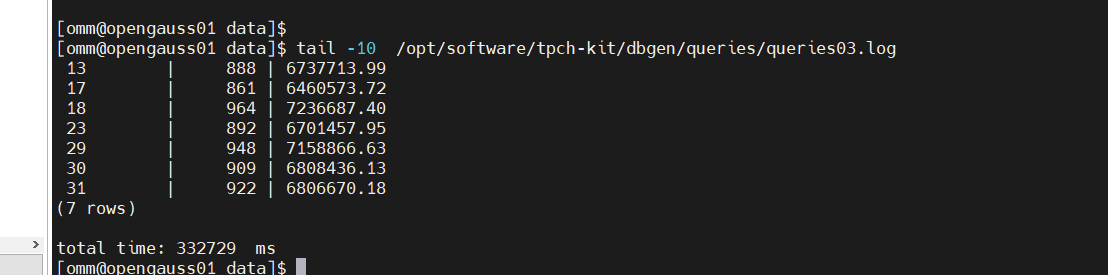 [omm@opengauss01 data]$
[omm@opengauss01 data]$ tail -10  /opt/software/tpch-kit/dbgen/queries/queries03.log
 13        |     888 | 6737713.99
 17        |     861 | 6460573.72
 18        |     964 | 7236687.40
 23        |     892 | 6701457.95
 29        |     948 | 7158866.63
 30        |     909 | 6808436.13
 31        |     922 | 6806670.18
(7 rows)
total time: 332729  ms
[omm@opengauss01 data]$